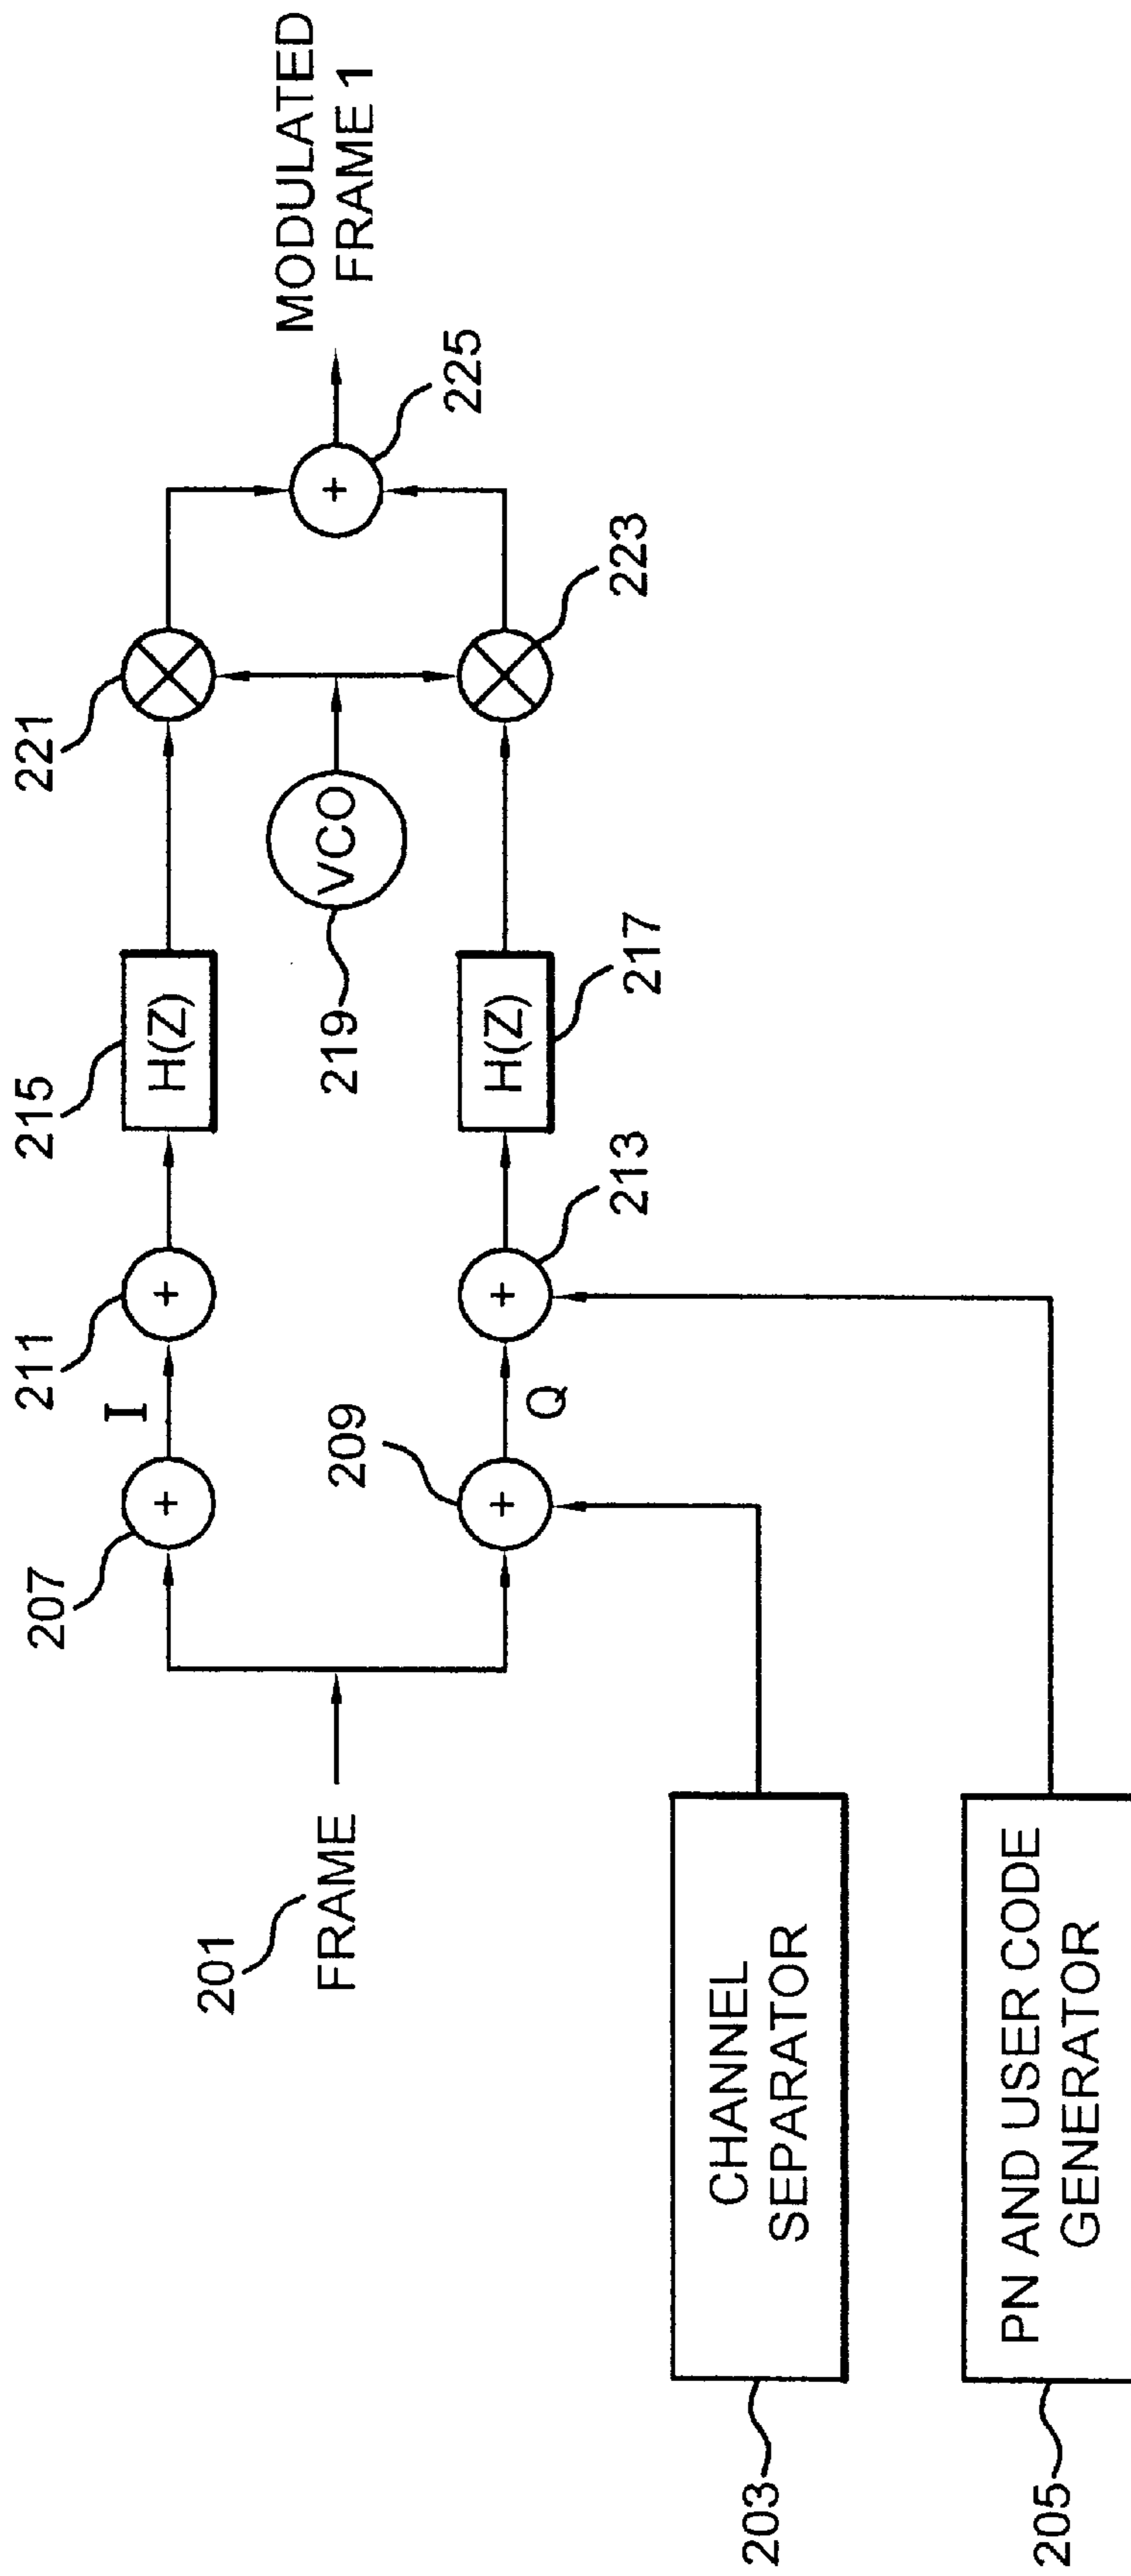 MODULATED
FRAME 1
221
225
215
VCO
H(Z)
219
223
211
I
H(Z)
217
207
+
+
+
213
209
Q
+
+
201
FRAME
CHANNEL
SEPARATOR
203
PN AND USER CODE
GENERATOR
205